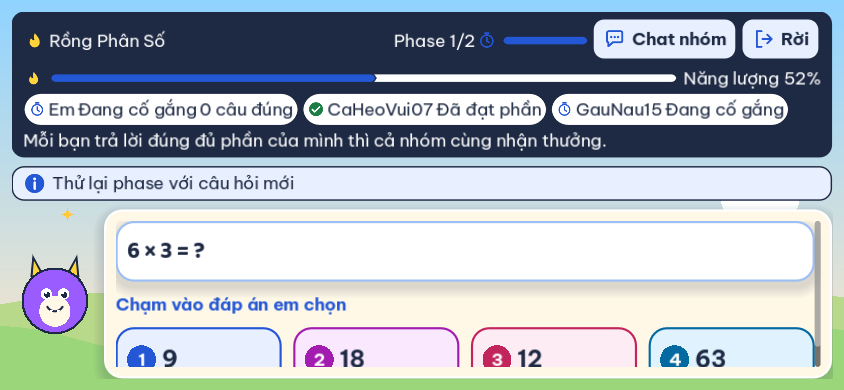 Rồng Phân Số Phase 1/2 Chat nhóm Rời
Năng lượng 52%
Em Đang cố gắng 0 câu đúng CaHeoVui07 Đã đạt phần GauNau15 Đang cố gắng
Mỗi bạn trả lời đúng đủ phần của mình thì cả nhóm cùng nhận thưởng.
Thử lại phase với câu hỏi mới
6 × 3 = ?
Chạm vào đáp án em chọn
1 9 2 18 3 12 4 63